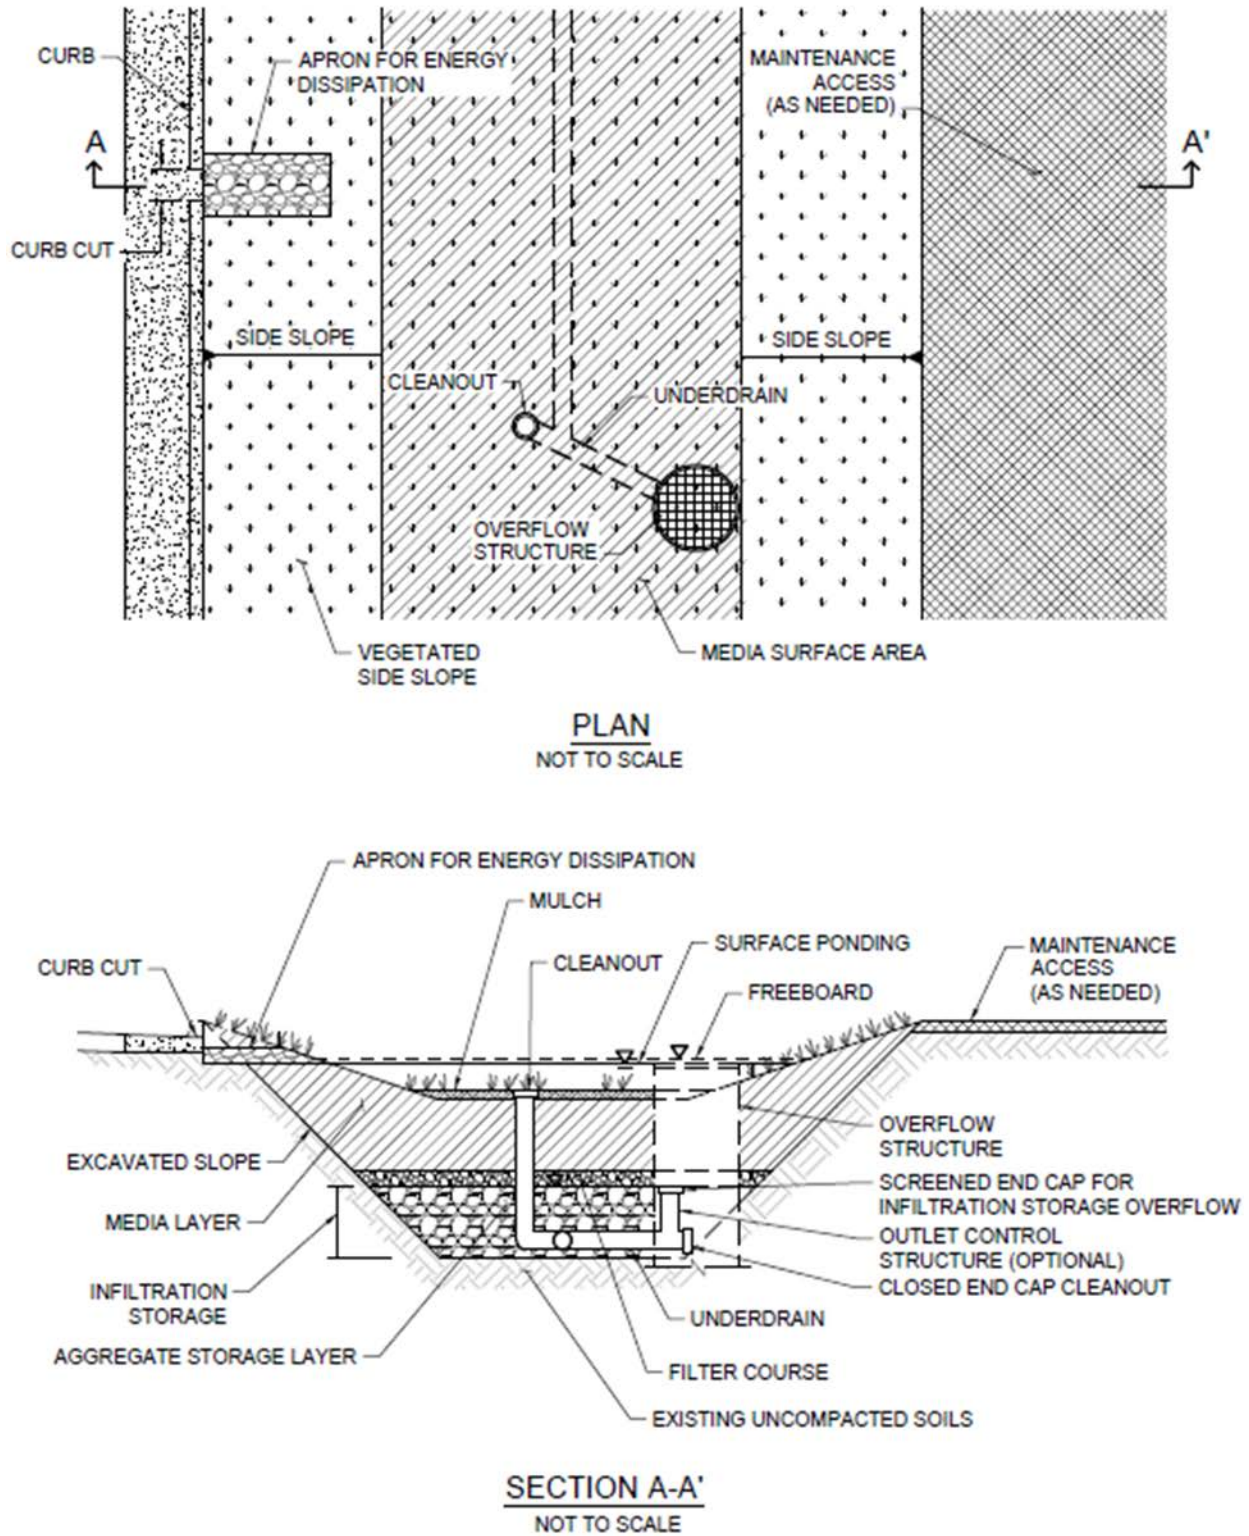 CURB
APRON FOR ENERGY
DISSIPATION
MAINTENANCE
ACCESS
(AS NEEDED)
A
A'
CURB CUT
SIDE SLOPE
SIDE SLOPE
CLEANOUT
UNDERDRAIN
OVERFLOW
STRUCTURE
VEGETATED
SIDE SLOPE
MEDIA SURFACE AREA
PLAN
NOT TO SCALE
APRON FOR ENERGY DISSIPATION
MULCH
SURFACE PONDING
MAINTENANCE
ACCESS
(AS NEEDED)
CURB CUT
CLEANOUT
FREEBOARD
OVERFLOW
STRUCTURE
EXCAVATED SLOPE
SCREENED END CAP FOR
INFILTRATION STORAGE OVERFLOW
MEDIA LAYER
OUTLET CONTROL
STRUCTURE (OPTIONAL)
CLOSED END CAP CLEANOUT
INFILTRATION
STORAGE
UNDERDRAIN
AGGREGATE STORAGE LAYER
FILTER COURSE
EXISTING UNCOMPACTED SOILS
SECTION A-A'
NOT TO SCALE